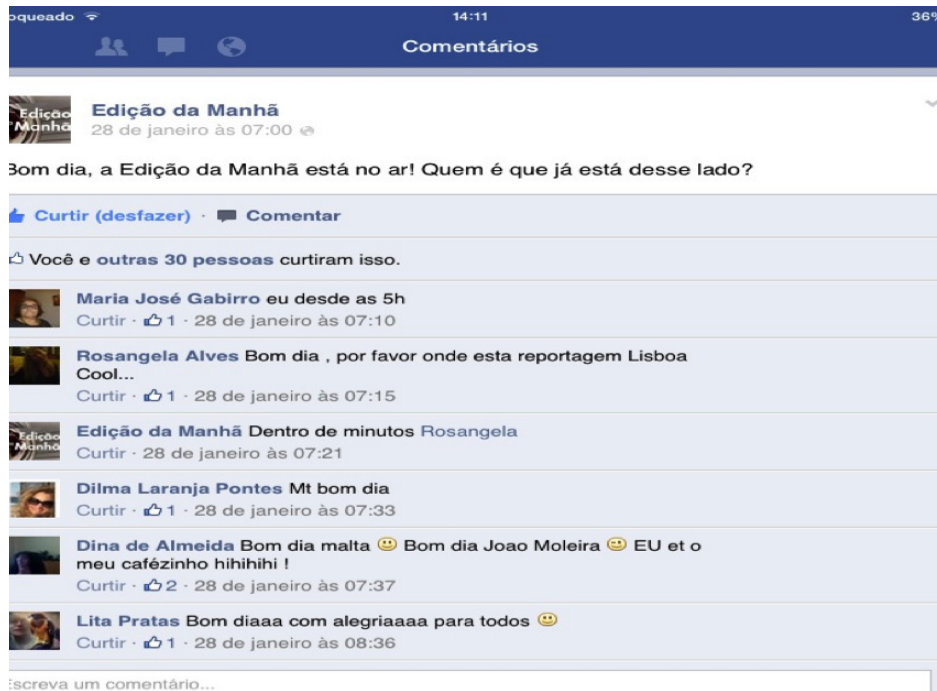 oqueado 14:11 36%
Comentários
Edição da Manhã
Edição da Manhã
28 de janeiro às 07:00
Bom dia, a Edição da Manhã está no ar! Quem é que já está desse lado?
Curtir (desfazer) · Comentar
Você e outras 30 pessoas curtiram isso.
Maria José Gabirro eu desde as 5h
Curtir · 1 · 28 de janeiro às 07:10
Rosangela Alves Bom dia , por favor onde esta reportagem Lisboa
Cool...
Curtir · 1 · 28 de janeiro às 07:15
Edição da Manhã Dentro de minutos Rosangela
Edição Manhã
Curtir · 28 de janeiro às 07:21
Dilma Laranja Pontes Mt bom dia
Curtir · 1 · 28 de janeiro às 07:33
Dina de Almeida Bom dia malta 🙂 Bom dia Joao Moleira 🙂 EU et o
meu cafézinho hihihihi !
Curtir · 2 · 28 de janeiro às 07:37
Lita Pratas Bom diaaa com alegriaaaa para todos 🙂
Curtir · 1 · 28 de janeiro às 08:36
Escreva um comentário...